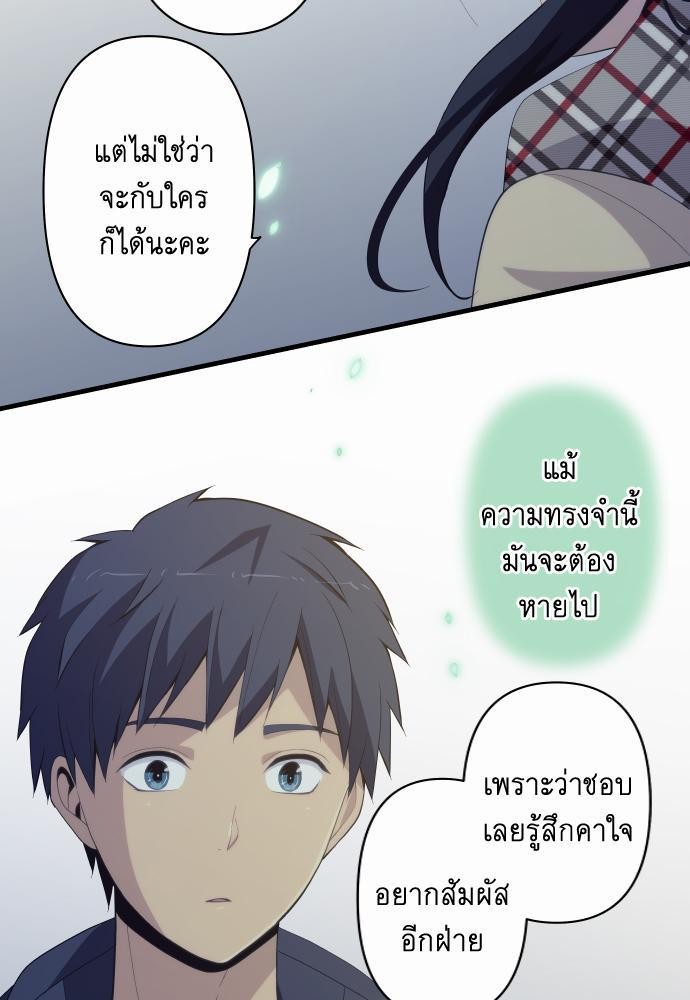 แต่ไม่ใช่ว่า
จะกับใคร
ก็ได้นะคะ
แม้
ความทรงจำนี้
มันจะต้อง
หายไป
เพราะว่าชอบ
เลยรู้สึกคาใจ
อยากสัมผัส
อีกฝ่าย